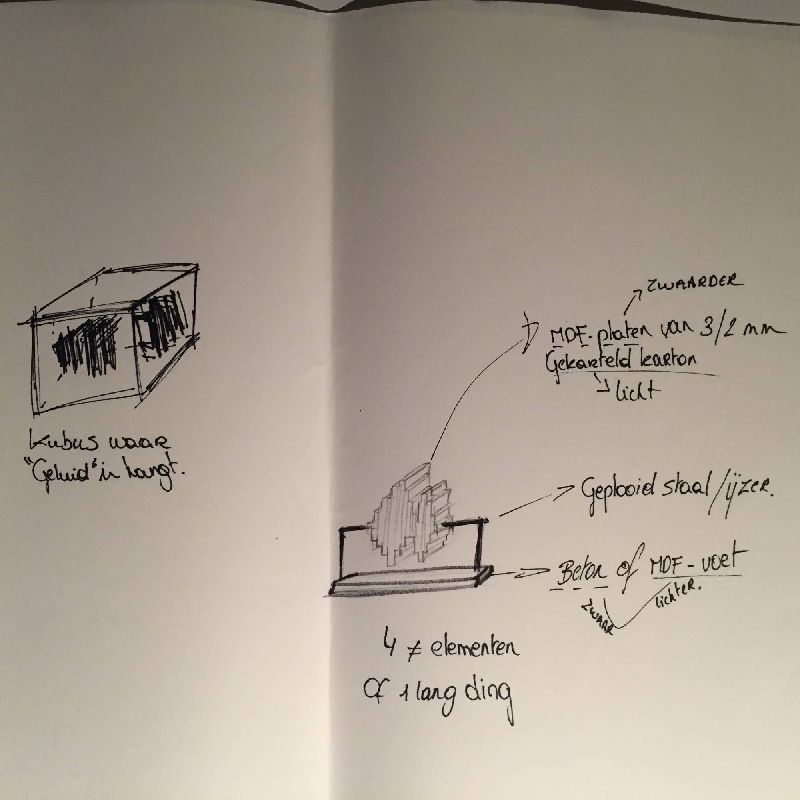 Kubus waar
"Geluid" in hangt.
ZWAARDER
MDF-platen van 3/2 mm
Gekarteld karton
licht
Geplooid staal/ijzer.
Beton of MDF-voet
ZWAAR
lichter.
4 ≠ elementen
OF 1 lang ding